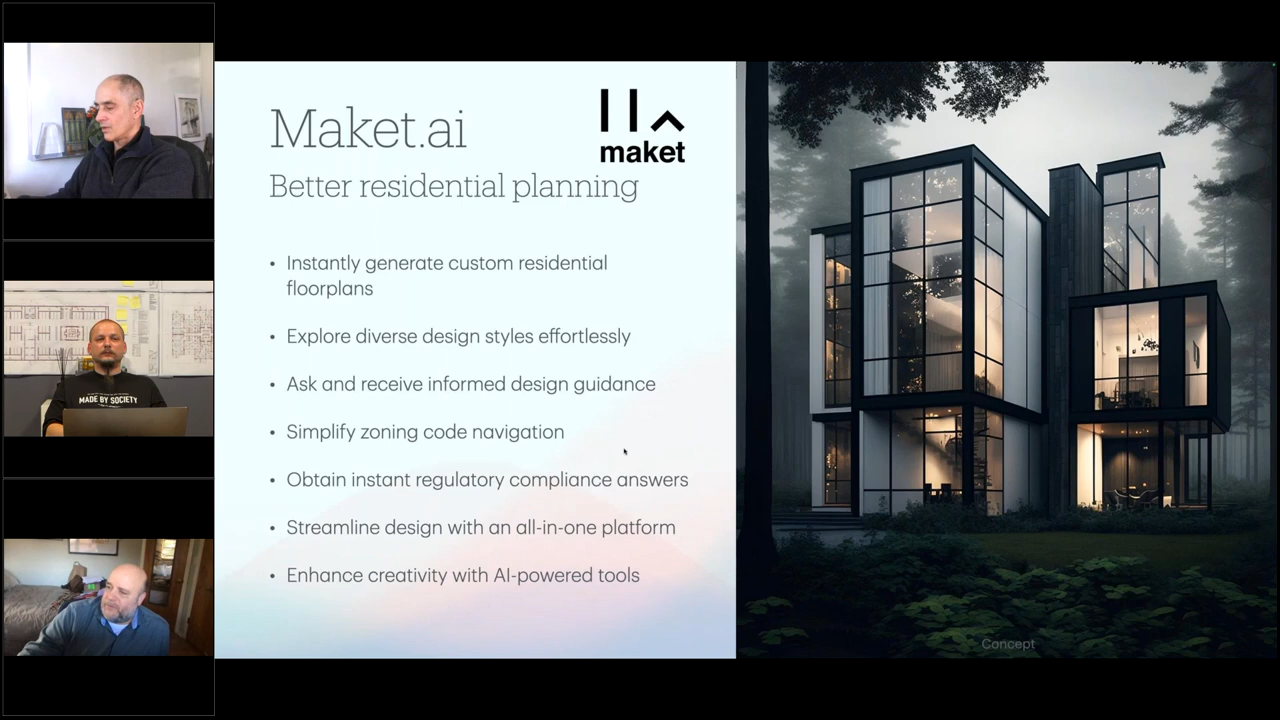 Maket.ai
maket
Better residential planning
• Instantly generate custom residential
floorplans
• Explore diverse design styles effortlessly
• Ask and receive informed design guidance
• Simplify zoning code navigation
• Obtain instant regulatory compliance answers
• Streamline design with an all-in-one platform
• Enhance creativity with AI-powered tools
Concept
MADE BY SOCIETY